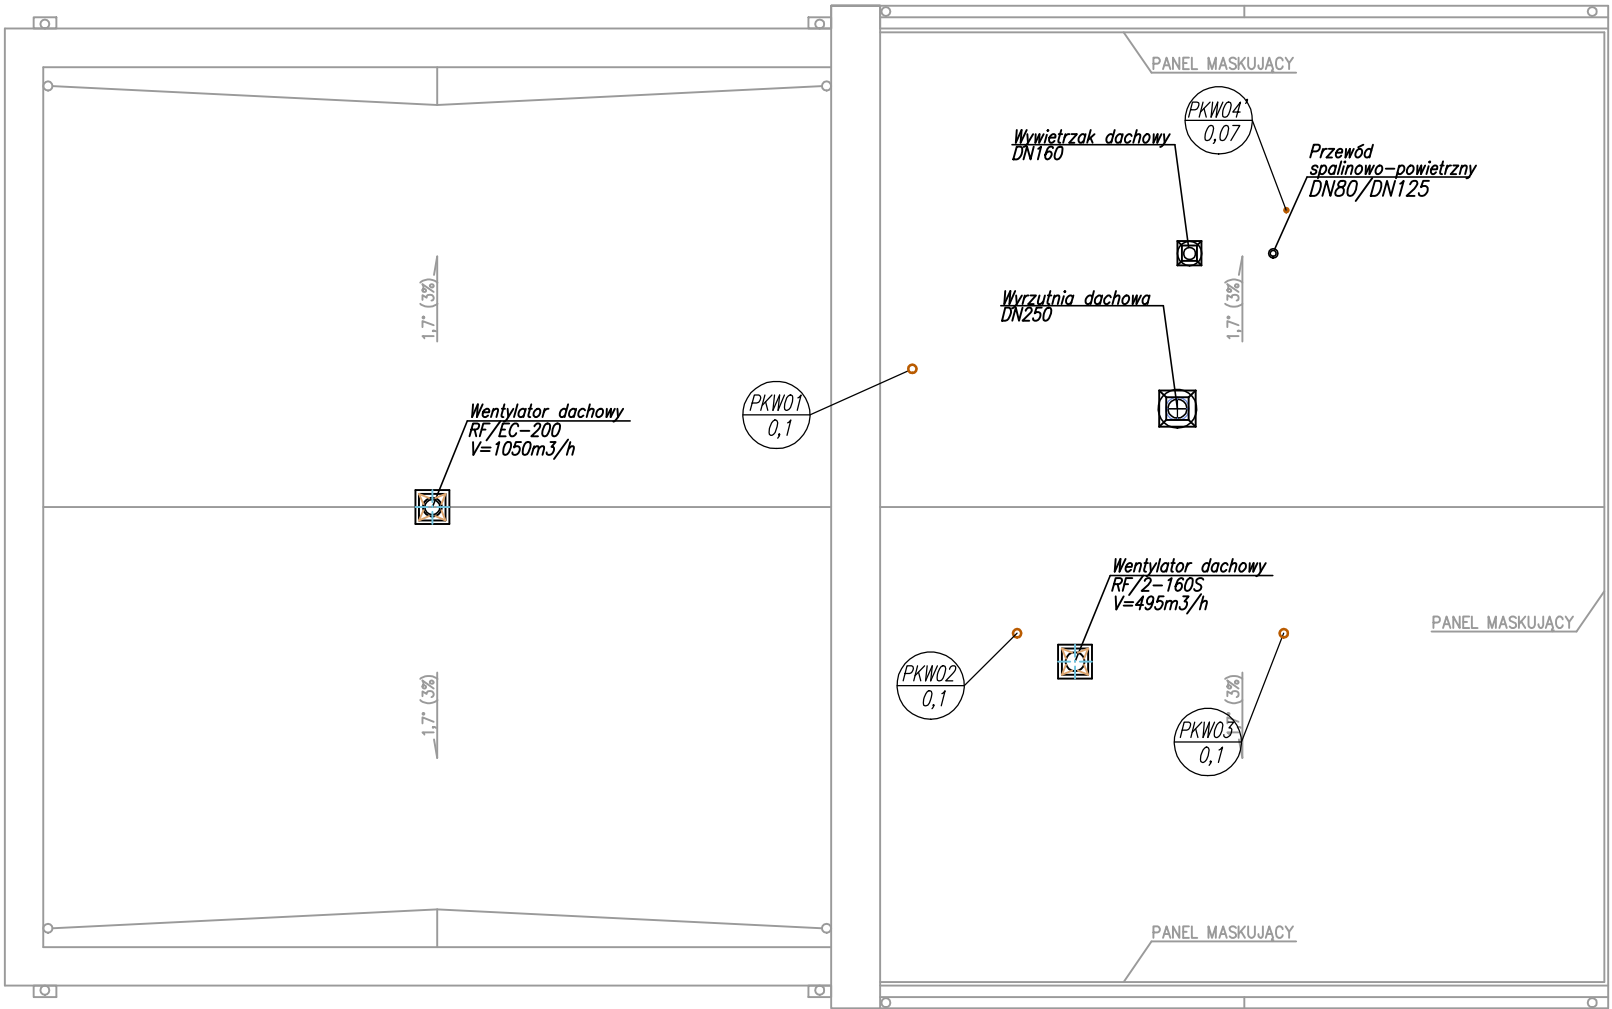 PANEL MASKUJĄCY
PKW04'
0,07
Wywietrzak dachowy
DN160
Przewód
spalinowo-powietrzny
DN80/DN125
1,7° (3%)
1,7° (3%)
Wyrzutnia dachowa
DN250
PKW01
0,1
Wentylator dachowy
RF/EC-200
V=1050m3/h
Wentylator dachowy
RF/2-160S
V=495m3/h
PANEL MASKUJĄCY
PKW02
0,1
1,7° (3%)
1,7° (3%)
PKW03
0,1
PANEL MASKUJĄCY